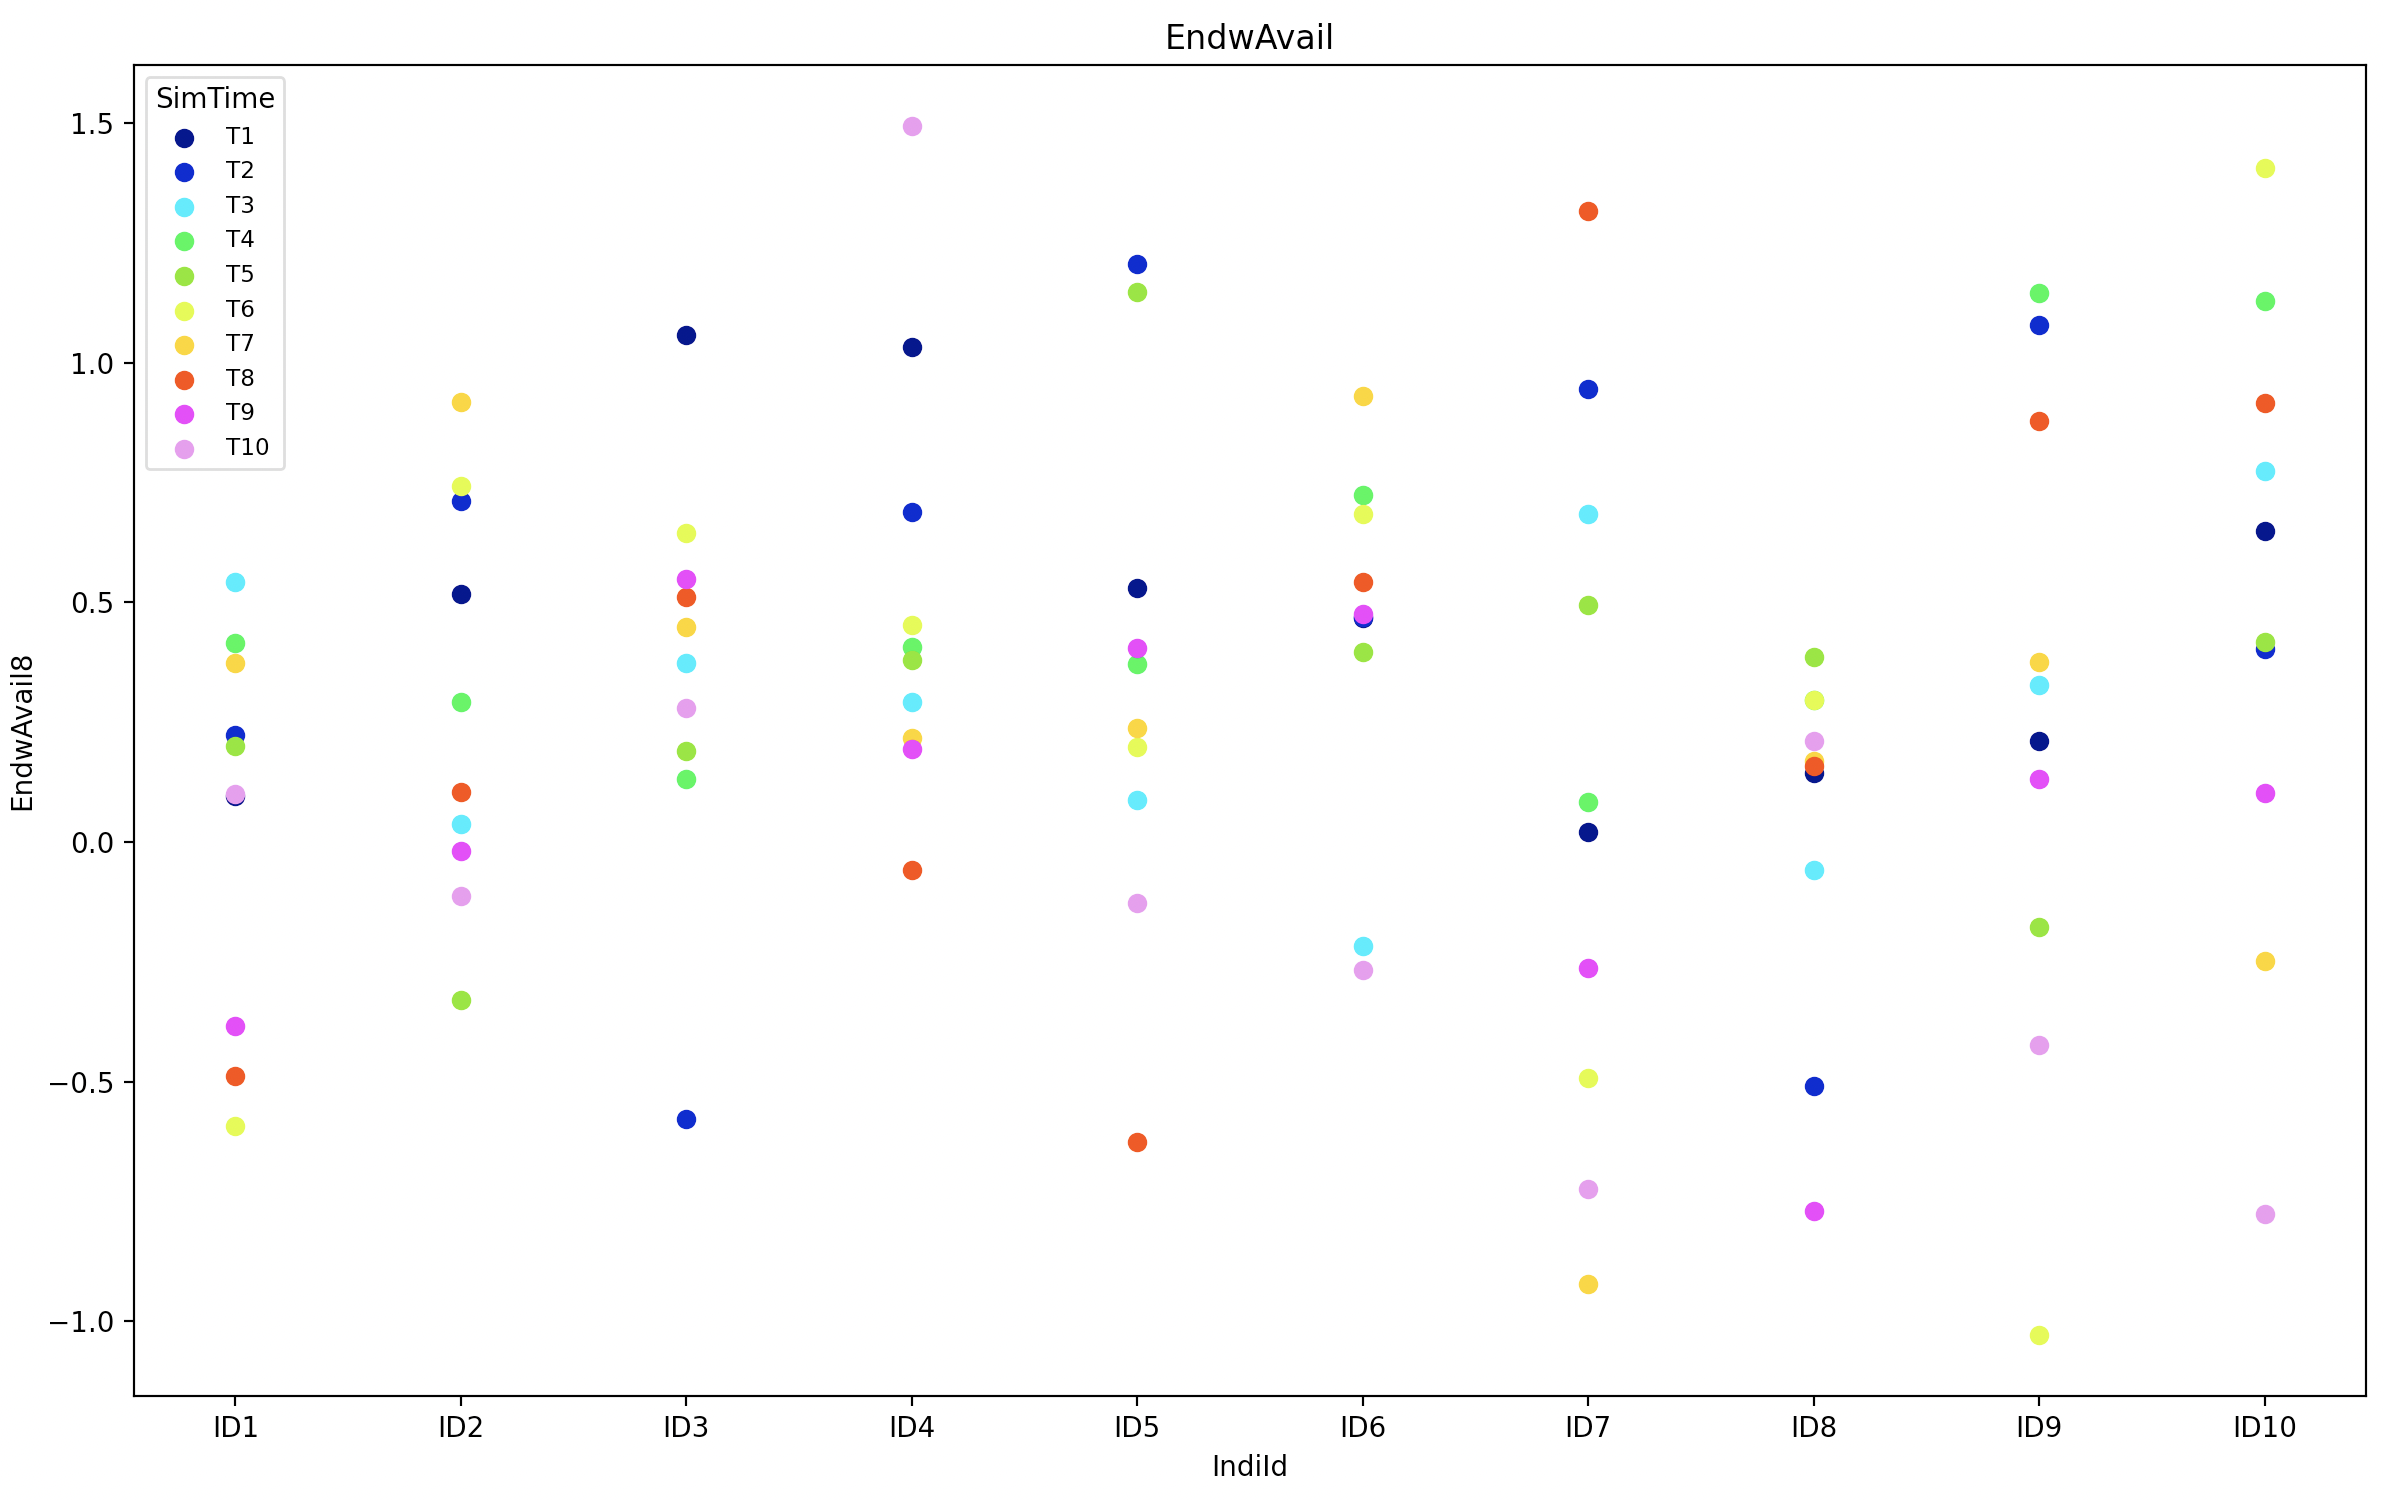 EndwAvail
SimTime
T1
T2
T3
T4
T5
T6
T7
T8
T9
T10
EndwAvail8
1.5
1.0
0.5
0.0
−0.5
−1.0
ID1 ID2 ID3 ID4 ID5 ID6 ID7 ID8 ID9 ID10
IndiId